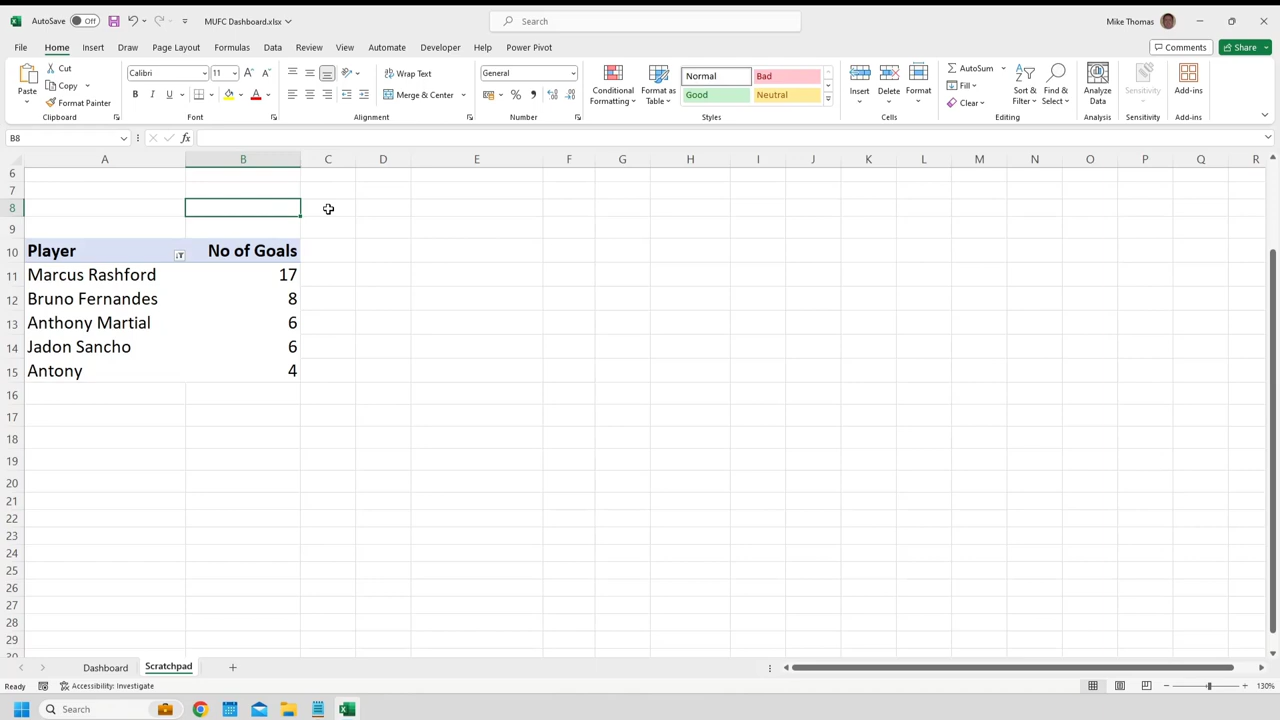 AutoSave Off MUFC Dashboard.xlsx Search Mike Thomas
File Home Insert Draw Page Layout Formulas Data Review View Automate Developer Help Power Pivot Comments Share
Paste Cut Calibri 11 Wrap Text General Conditional Formatting Format as Table Normal Bad Insert Delete Format AutoSum Sort & Filter Find & Select Analyze Data Sensitivity Add-ins
Copy Fill
Format Painter B I U A Merge & Center % Good Neutral Clear
Clipboard Font Alignment Number Styles Cells Editing Analysis Sensitivity Add-ins
B8 fx
A B C D E F G H I J K L M N O P Q R
6
7
8
9
10 Player No of Goals
11 Marcus Rashford 17
12 Bruno Fernandes 8
13 Anthony Martial 6
14 Jadon Sancho 6
15 Antony 4
16
17
18
19
20
21
22
23
24
25
26
27
28
29
Dashboard Scratchpad
Ready Accessibility: Investigate 130%
Search